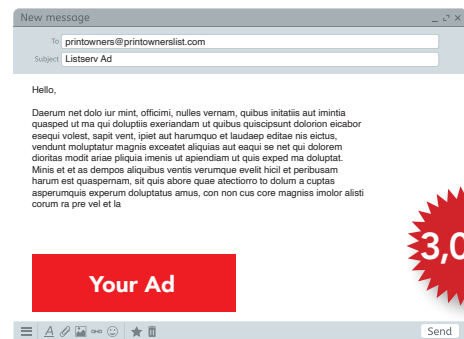 New message
To printowners@printownerslist.com
Subject Listserv Ad
Hello,
Daerum net dolo iur mint, officimi, nulles vernam, quibus initatiis aut imintia
quasped ut ma qui doluptiis exeriandam ut quibus quiscipsunt dolorion eicabor
esequi volest, sapit vent, ipiet aut harumquo et laudaep editae nis eictus,
vendunt moluptatur magnis exceatet aliquias aut eaqui se net qui dolorem
dioritas modit ariae pliquia imenis ut apiendiam ut quis exped ma doluptat.
Minis et et as dempos aliquibus ventis verumque evelit hicil et peribusam
harum est quaspernam, sit quis abore quae atectiorro to dolum a cuptas
asperumquis experum doluptatus amus, con non cus core magniss imolor alisti
corum ra pre vel et la
3,0
Your Ad
A
Send